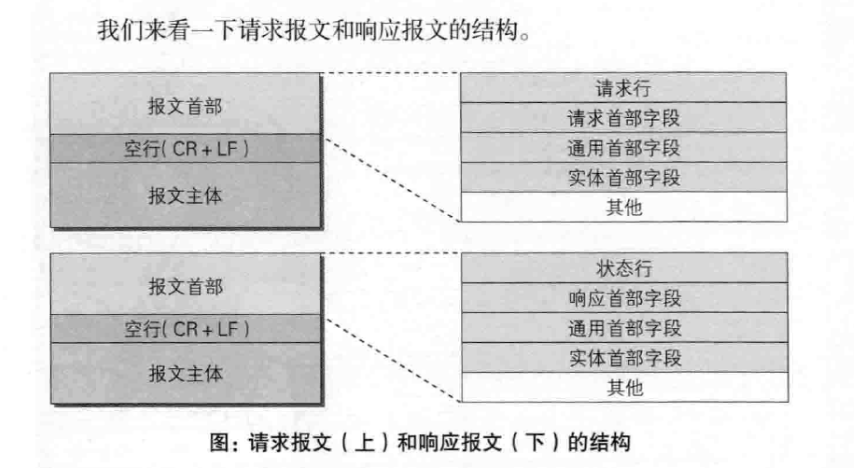 我们来看一下请求报文和响应报文的结构。
报文首部
空行(CR+LF)
报文主体
请求行
请求首部字段
通用首部字段
实体首部字段
其他
报文首部
空行(CR+LF)
报文主体
状态行
响应首部字段
通用首部字段
实体首部字段
其他
图：请求报文（上）和响应报文（下）的结构